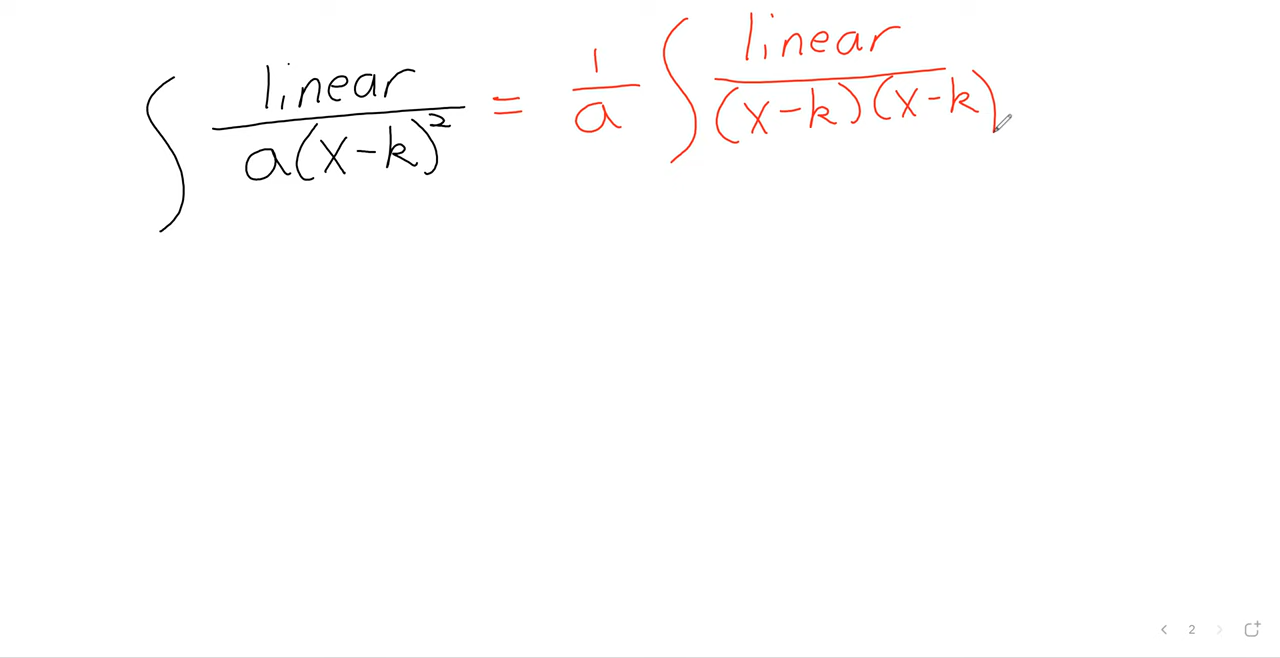 ∫ linear / a(x-k)² = 1/a ∫ linear / (x-k)(x-k)
2